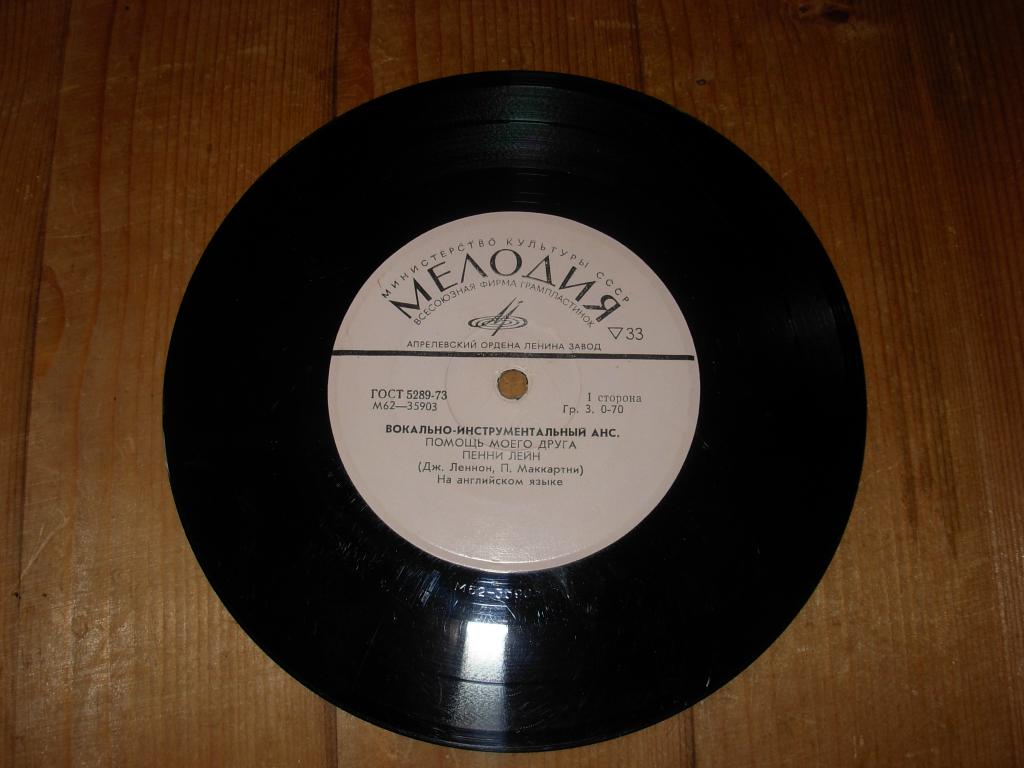 МИНИСТЕРСТВО КУЛЬТУРЫ СССР
МЕЛОДИЯ
ВСЕСОЮЗНАЯ ФИРМА ГРАМПЛАСТИНОК
▽33
АПРЕЛЕВСКИЙ ОРДЕНА ЛЕНИНА ЗАВОД
ГОСТ 5289-73
М62—35903
1 сторона
Гр. 3. 0-70
ВОКАЛЬНО-ИНСТРУМЕНТАЛЬНЫЙ АНС.
ПОМОЩЬ МОЕГО ДРУГА
ПЕННИ ЛЕЙН
(Дж. Леннон, П. Маккартни)
На английском языке